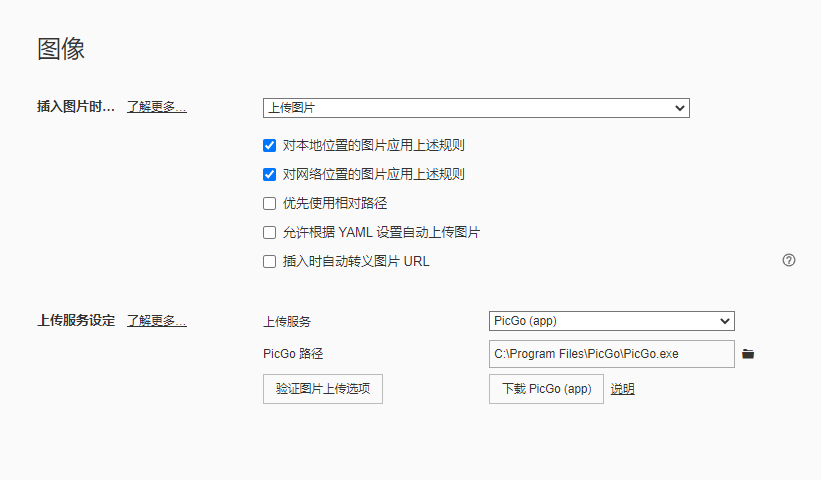 图像
插入图片时... 了解更多... 上传图片
对本地位置的图片应用上述规则
对网络位置的图片应用上述规则
优先使用相对路径
允许根据 YAML 设置自动上传图片
插入时自动转义图片 URL
上传服务设定 了解更多... 上传服务 PicGo (app)
PicGo 路径 C:\Program Files\PicGo\PicGo.exe
验证图片上传选项 下载 PicGo (app) 说明